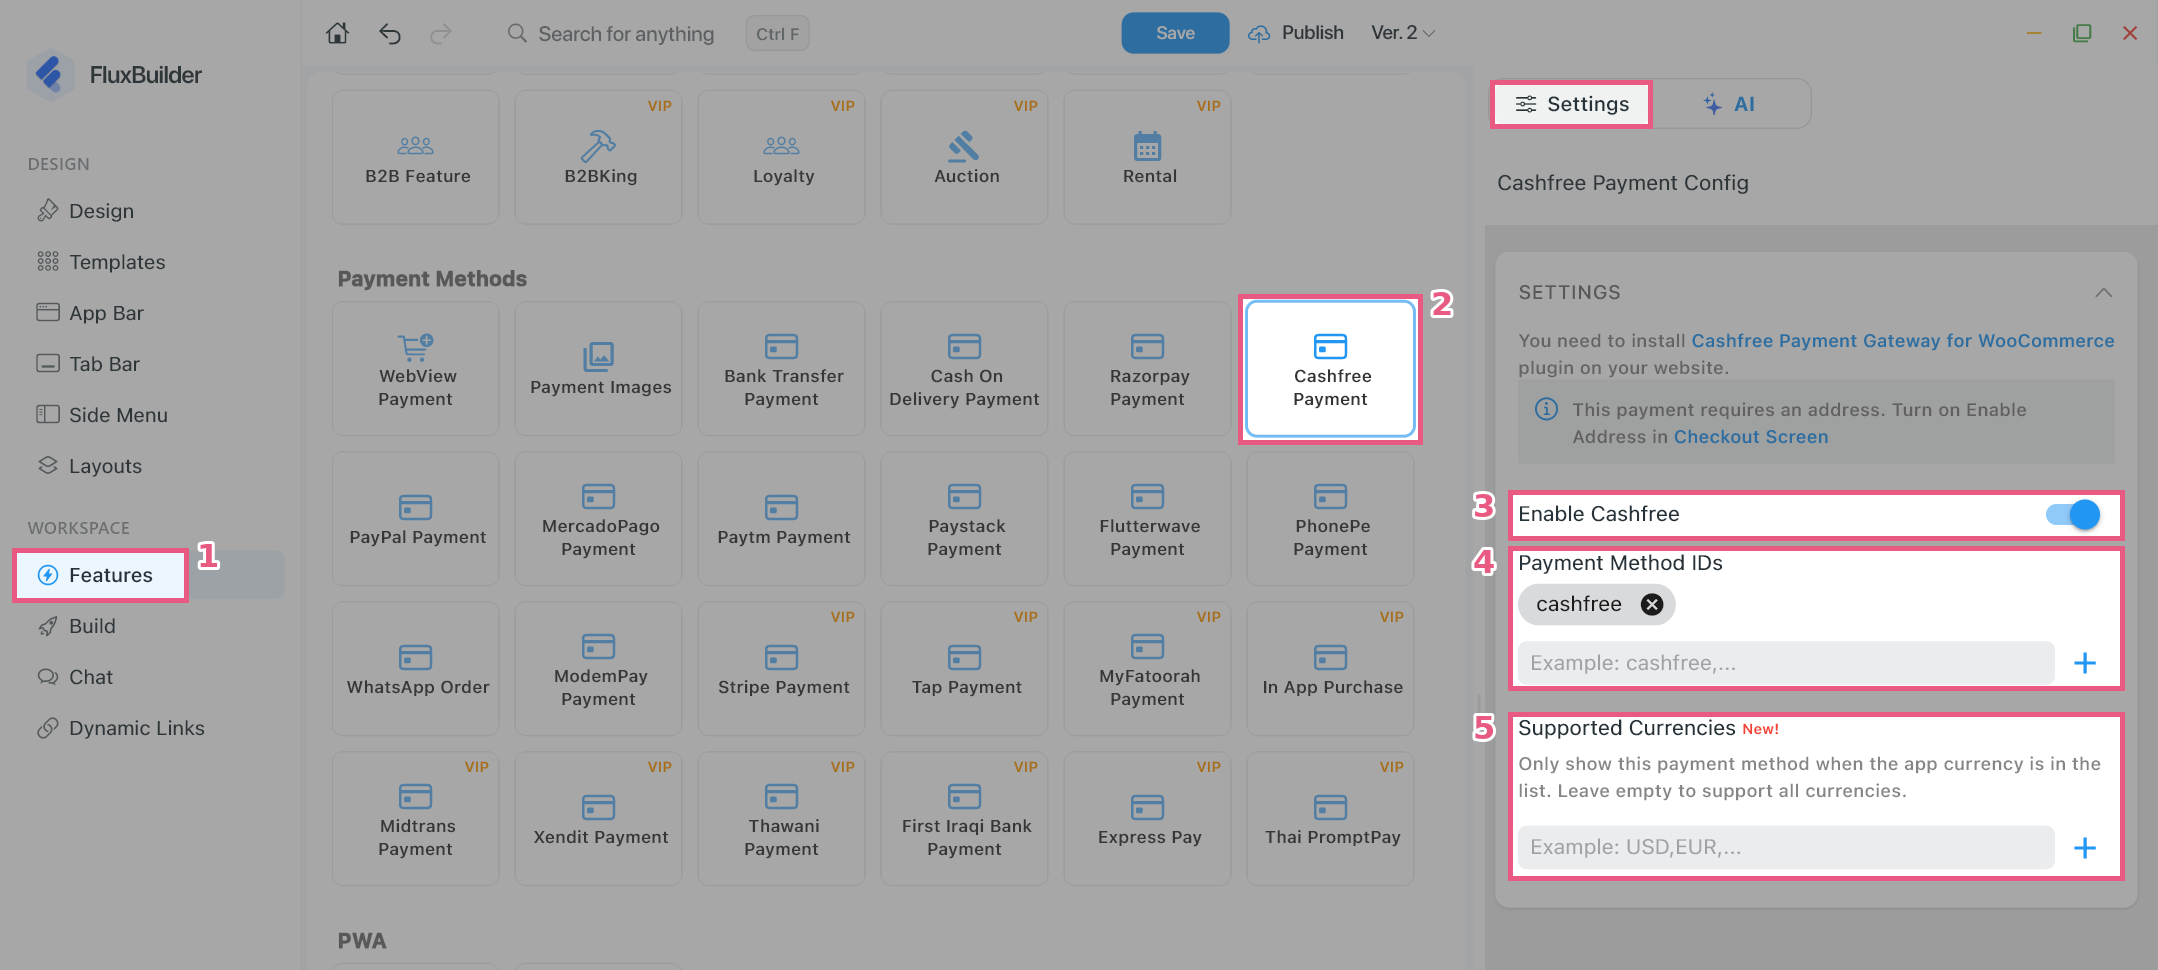 FluxBuilder
Search for anything
Ctrl F
Save
Publish
Ver. 2
DESIGN
Design
Templates
App Bar
Tab Bar
Side Menu
Layouts
WORKSPACE
Features
1
Build
Chat
Dynamic Links
B2B Feature
VIP
B2BKing
VIP
Loyalty
VIP
Auction
VIP
Rental
Payment Methods
WebView
Payment
Payment Images
Bank Transfer
Payment
Cash On
Delivery Payment
Razorpay
Payment
Cashfree
Payment
2
PayPal Payment
MercadoPago
Payment
Paytm Payment
Paystack
Payment
Flutterwave
Payment
PhonePe
Payment
WhatsApp Order
ModemPay
Payment
VIP
Stripe Payment
VIP
Tap Payment
VIP
MyFatoorah
Payment
VIP
In App Purchase
VIP
Midtrans
Payment
VIP
Xendit Payment
VIP
Thawani
Payment
VIP
First Iraqi Bank
Payment
VIP
Express Pay
VIP
Thai PromptPay
PWA
Settings
AI
Cashfree Payment Config
SETTINGS
You need to install Cashfree Payment Gateway for WooCommerce
plugin on your website.
This payment requires an address. Turn on Enable
Address in Checkout Screen
3
Enable Cashfree
4
Payment Method IDs
cashfree
Example: cashfree,...
5
Supported Currencies New!
Only show this payment method when the app currency is in the
list. Leave empty to support all currencies.
Example: USD,EUR,...